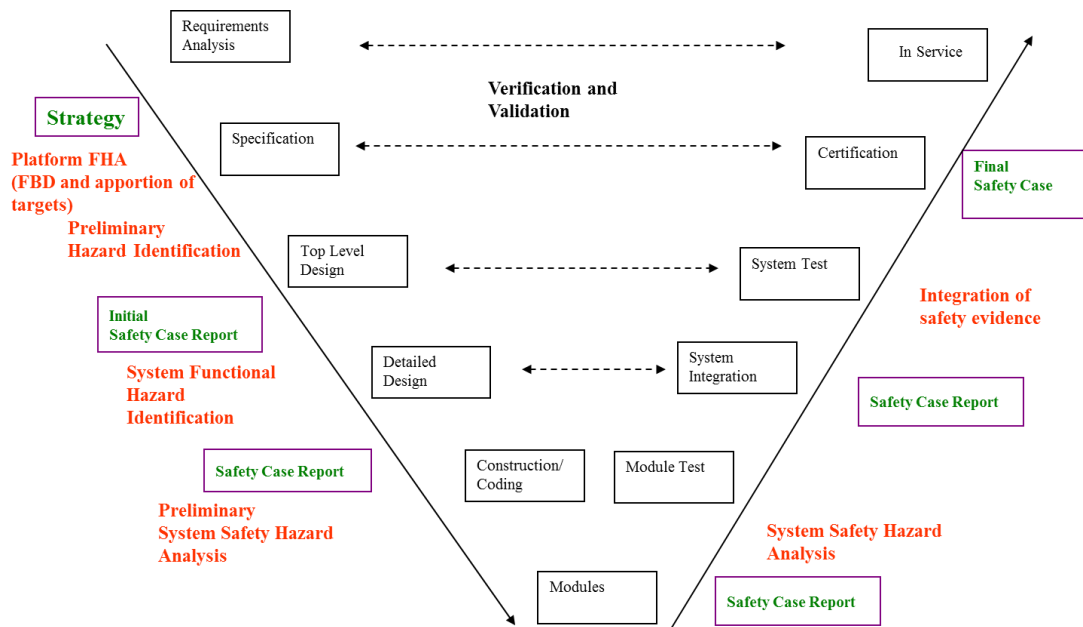 Requirements
Analysis
In Service
Verification and
Validation
Strategy
Specification
Certification
Platform FHA
(FBD and apportion of
targets)
Preliminary
Hazard Identification
Final
Safety Case
Top Level
Design
System Test
Initial
Safety Case Report
Integration of
safety evidence
Detailed
Design
System
Integration
System Functional
Hazard
Identification
Safety Case Report
Safety Case Report
Construction/
Coding
Module Test
Preliminary
System Safety Hazard
Analysis
System Safety Hazard
Analysis
Modules
Safety Case Report